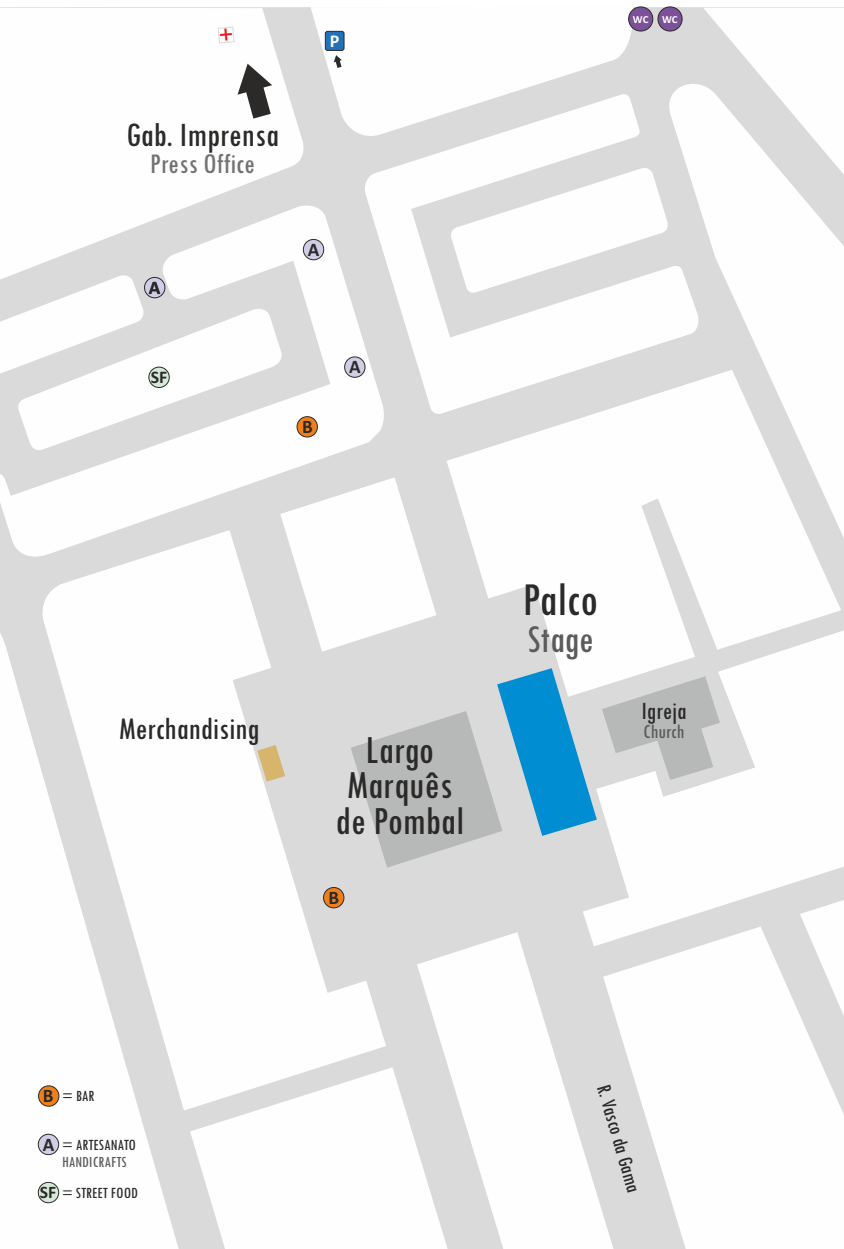 WC WC
P
Gab. Imprensa
Press Office
A
A
A
SF
B
Palco
Stage
Igreja
Church
Merchandising
Largo
Marquês
de Pombal
B
R. Vasco da Gama
B = BAR
A = ARTESANATO
HANDICRAFTS
SF = STREET FOOD